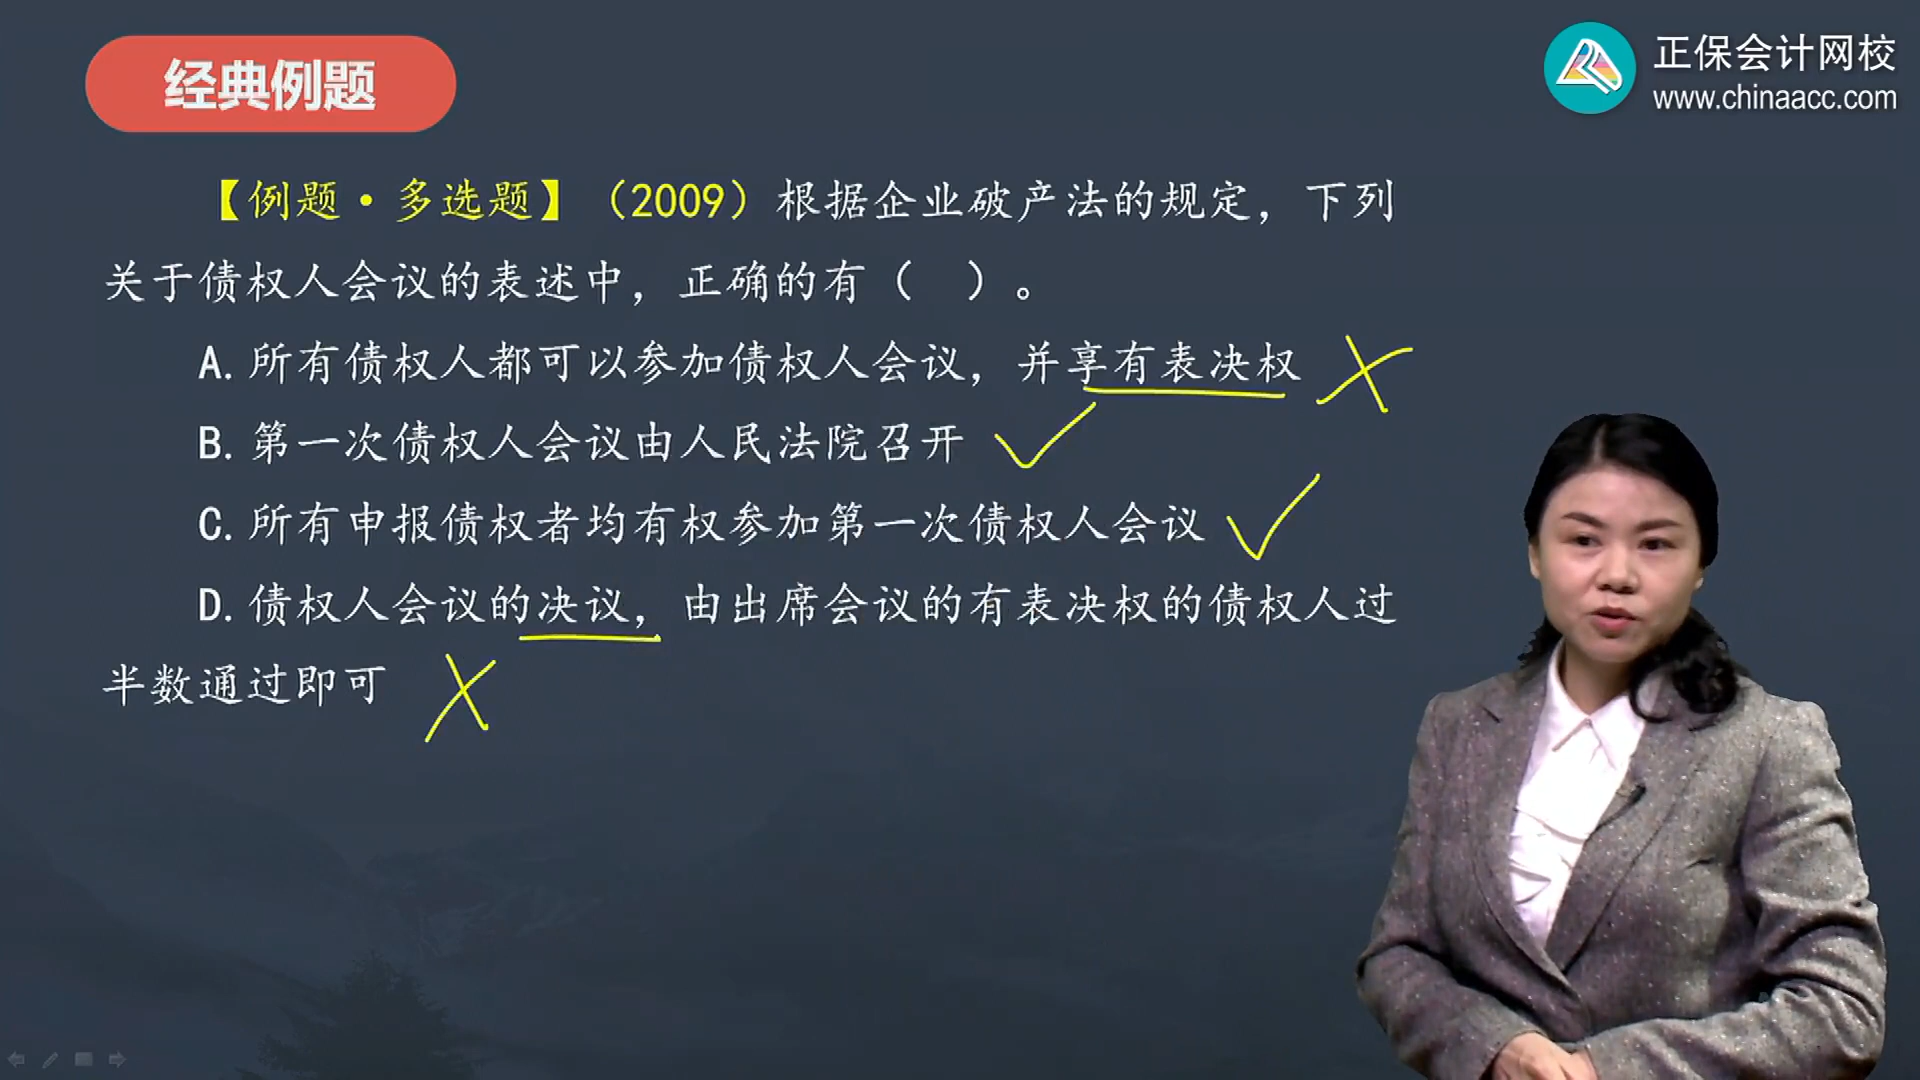 经典例题
正保会计网校
www.chinaacc.com
【例题·多选题】（2009）根据企业破产法的规定，下列
关于债权人会议的表述中，正确的有（ ）。
A. 所有债权人都可以参加债权人会议，并享有表决权
B. 第一次债权人会议由人民法院召开
C. 所有申报债权者均有权参加第一次债权人会议
D. 债权人会议的决议，由出席会议的有表决权的债权人过
半数通过即可